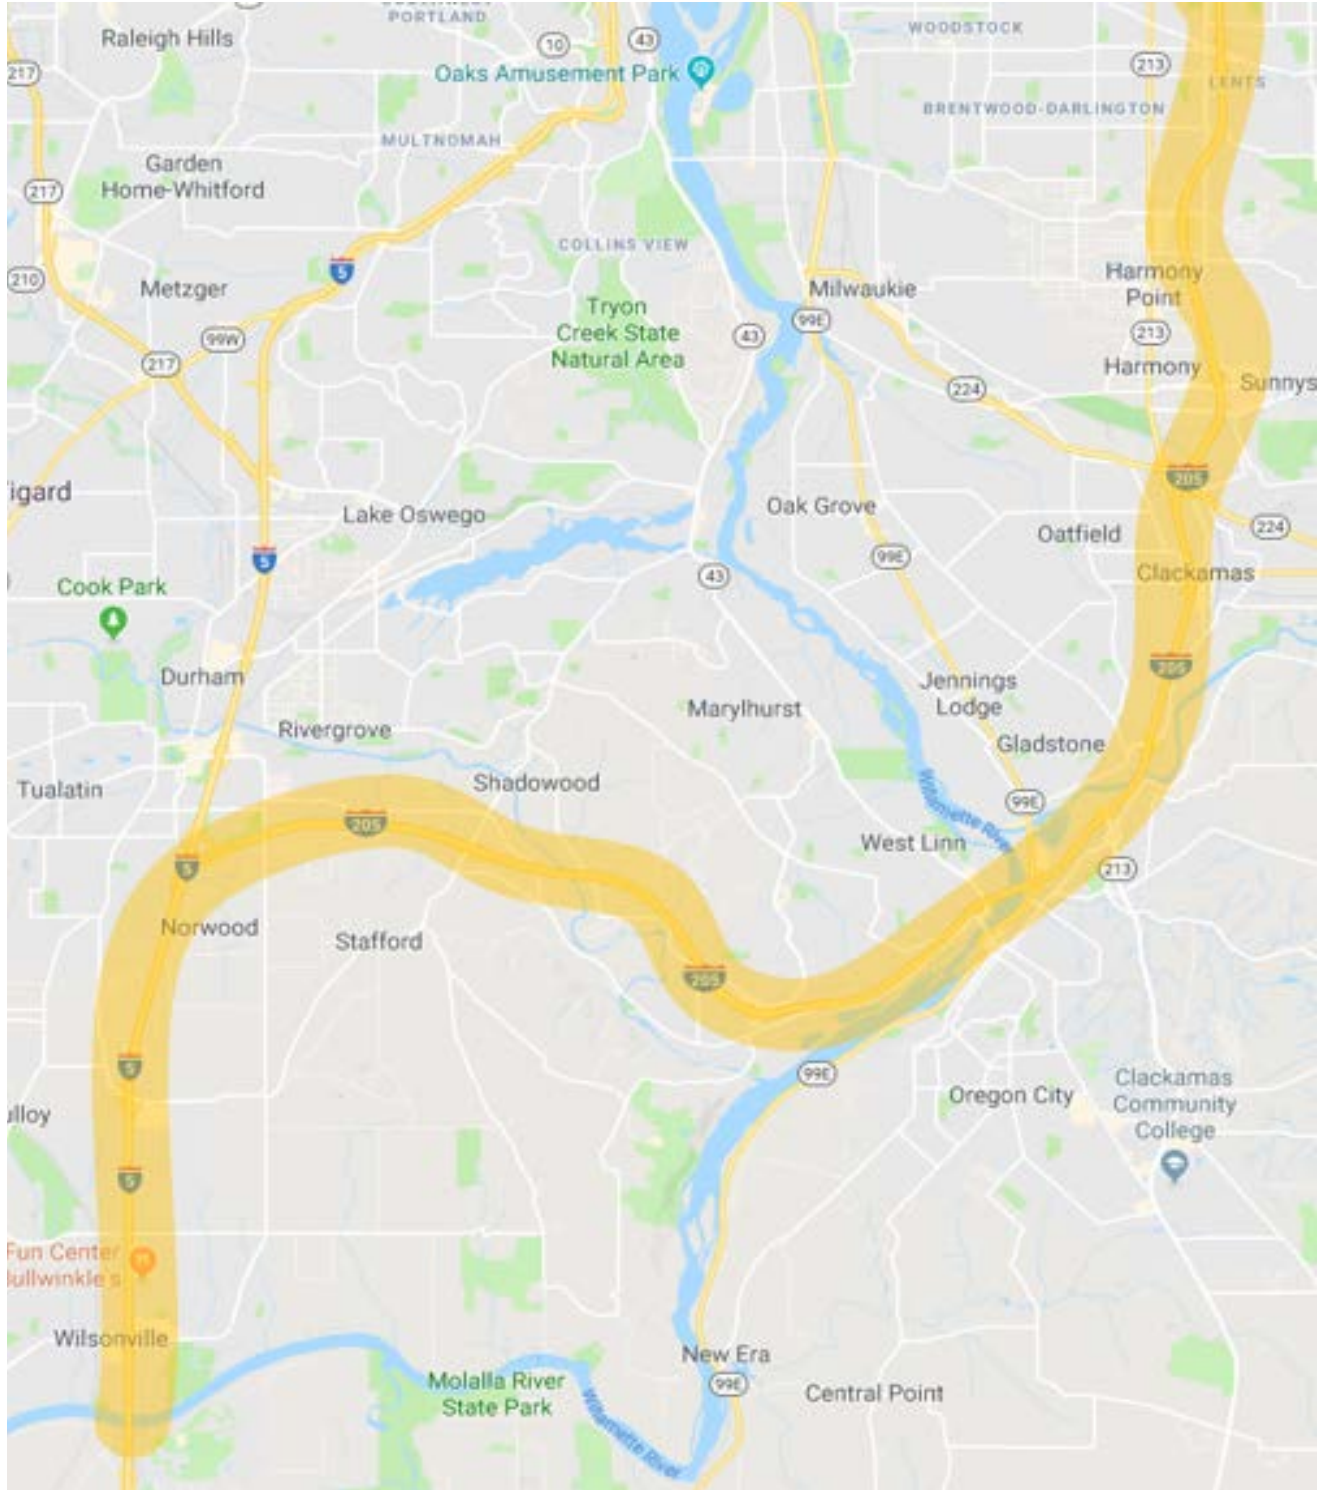 PORTLAND
Raleigh Hills
10
43
WOODSTOCK
217
Oaks Amusement Park
213
LENTS
BRENTWOOD-DARLINGTON
MULTNOMAH
Garden
Home-Whitford
217
COLLINS VIEW
5
210
Metzger
Harmony
Point
Milwaukie
Tryon
Creek State
Natural Area
99E
99W
43
213
217
Harmony
224
Sunnys
205
igard
Lake Oswego
Oak Grove
224
Oatfield
99E
5
43
Clackamas
Cook Park
205
Durham
Jennings
Lodge
Marylhurst
Rivergrove
Gladstone
Shadowood
Tualatin
99E
Willamette River
205
West Linn
5
213
Norwood
Stafford
205
5
99E
Clackamas
Community
College
Oregon City
ulloy
5
Fun Center
ullwinkle's
Wilsonville
New Era
Molalla River
State Park
99E
Central Point
Willamette River